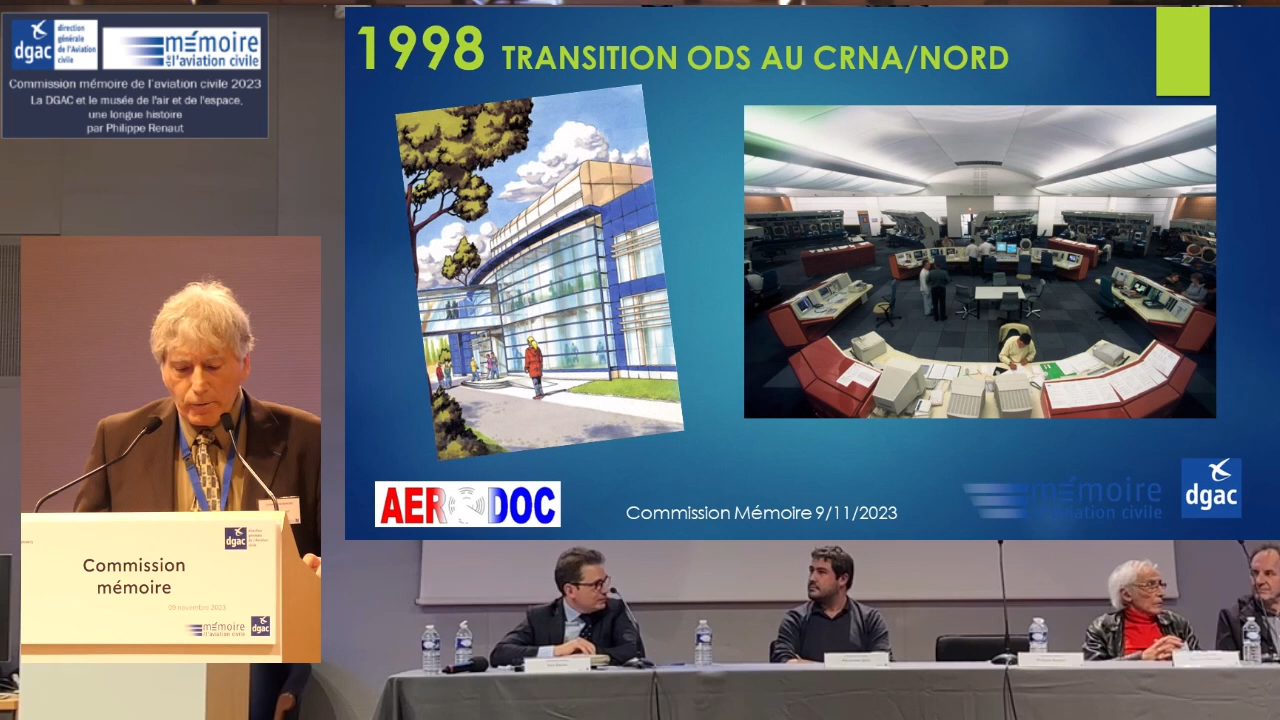 dgac
direction
générale
de l'Aviation
civile
mémoire
de l'aviation civile
Commission mémoire de l'aviation civile 2023
La DGAC et le musée de l'air et de l'espace,
une longue histoire
par Philippe Renaut
1998 TRANSITION ODS AU CRNA/NORD
AERODOC
Commission Mémoire 9/11/2023
mémoire
de l'aviation civile
dgac
dgac
Commission
mémoire
09 novembre 2023
mémoire
de l'aviation civile
dgac